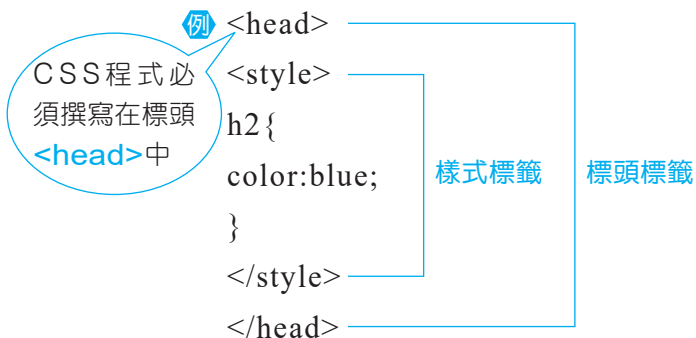 例 <head>
CSS程式必
須撰寫在標頭
<head>中
<style>
h2{
color:blue;
}
</style>
</head>
樣式標籤
標頭標籤